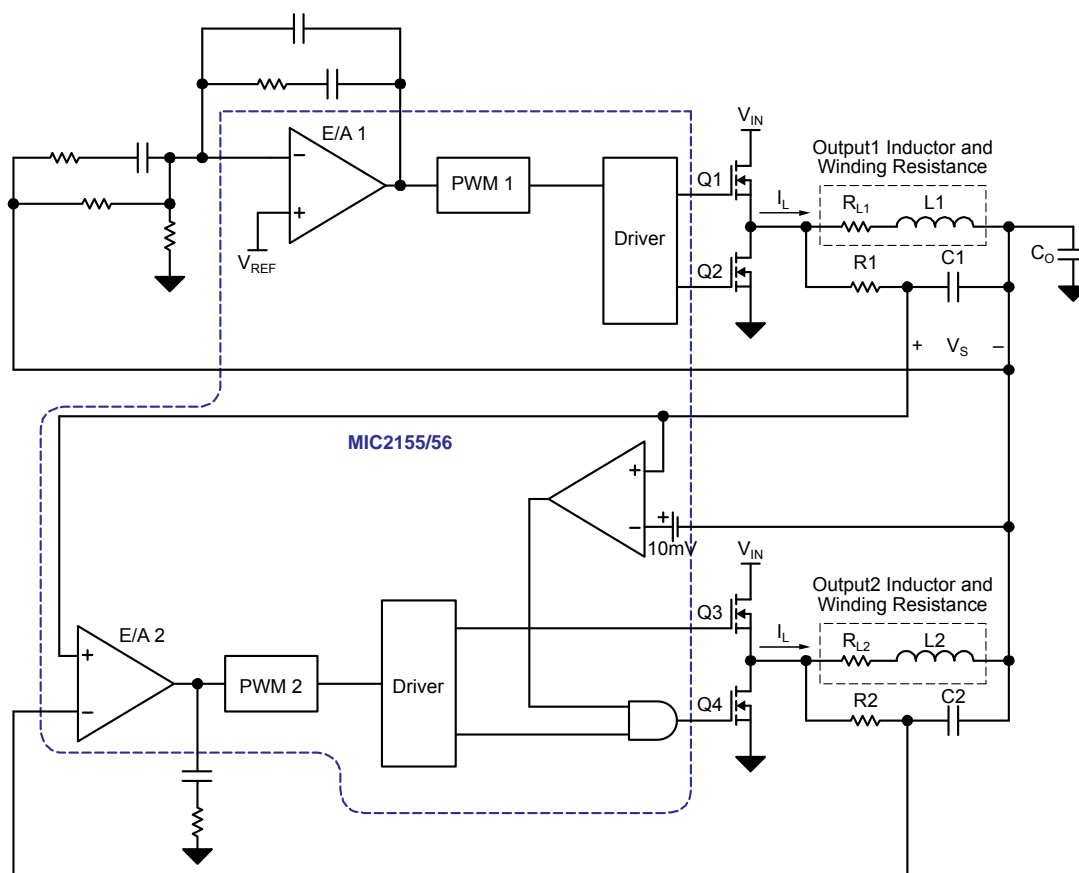 E/A 1
PWM 1
Driver
V_IN
Q1
Q2
I_L
Output1 Inductor and
Winding Resistance
R_L1
L1
R1
C1
C_O
V_REF
+
V_S
–
MIC2155/56
10mV
V_IN
E/A 2
PWM 2
Driver
Q3
Q4
I_L
Output2 Inductor and
Winding Resistance
R_L2
L2
R2
C2